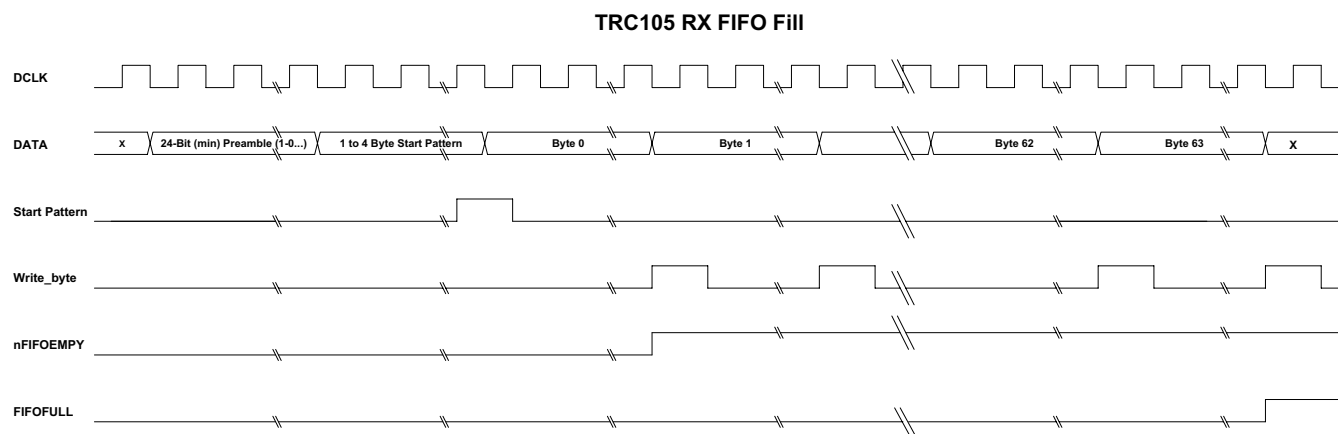 TRC105 RX FIFO Fill
DCLK
DATA X 24-Bit (min) Preamble (1-0...) 1 to 4 Byte Start Pattern Byte 0 Byte 1 Byte 62 Byte 63 X
Start Pattern
Write_byte
nFIFOEMPY
FIFOFULL